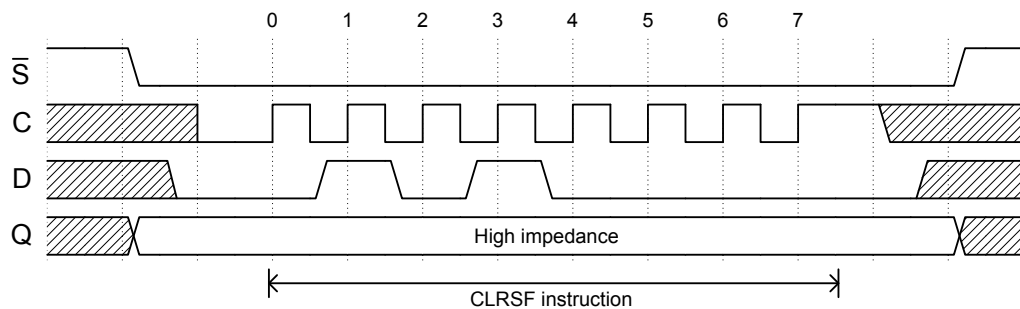 0 1 2 3 4 5 6 7
S̅
C
D
Q High impedance
CLRSF instruction